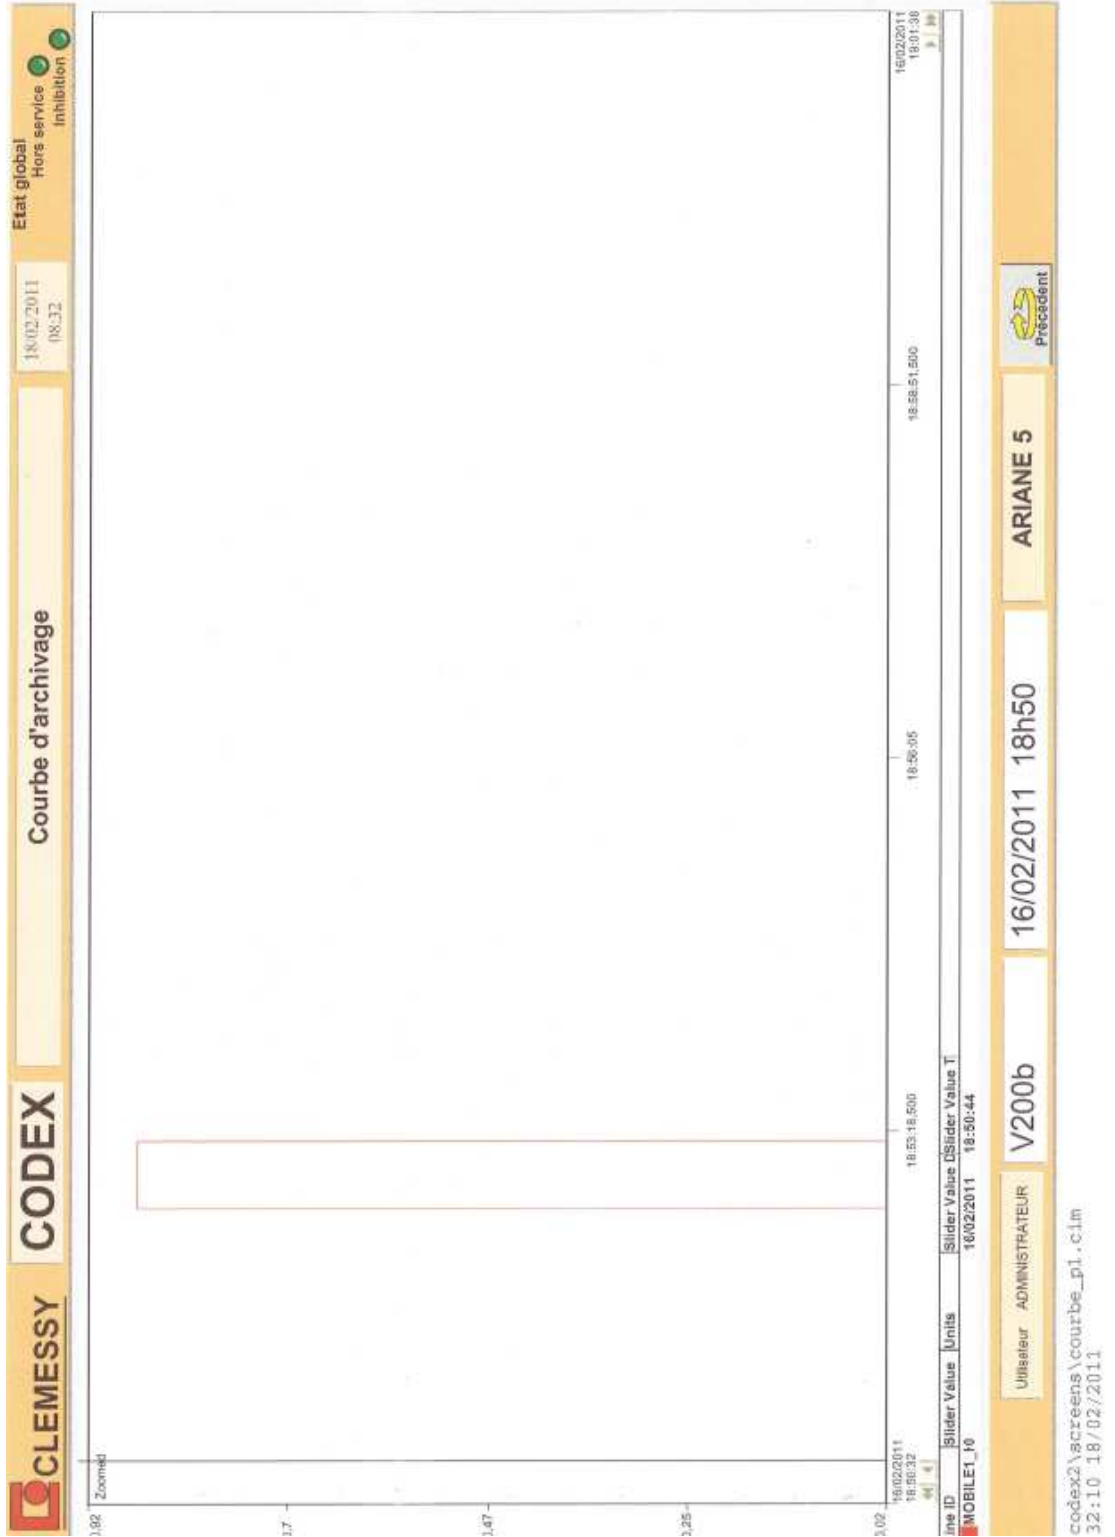 CLEMESSY
CODEX
Courbe d'archivage
18/02/2011
08:32
Etat global
Hors service
Inhibition
Zoomed
0,92
0,7
0,47
0,25
0,02
16/02/2011
18:50:32
18:53:18,500
18:56:05
18:58:51,500
16/02/2011
19:01:38
ine ID Slider Value Units Slider Value D Slider Value T
MOBILE1_I0 16/02/2011 18:50:44
Utilisateur ADMINISTRATEUR
V200b
16/02/2011 18h50
ARIANE 5
Précédent
codex2\screens\courbe_p1.cim
32:10 18/02/2011